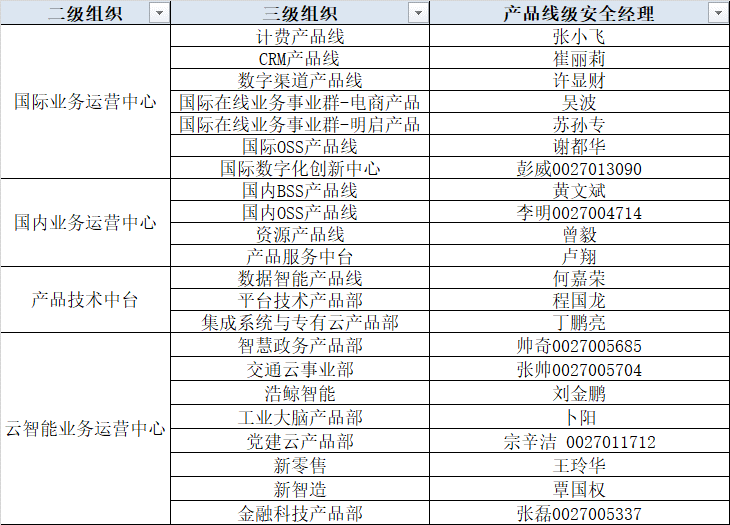 二级组织 三级组织 产品线级安全经理
国际业务运营中心 计费产品线 张小飞
CRM产品线 崔丽莉
数字渠道产品线 许显财
国际在线业务事业群-电商产品 吴波
国际在线业务事业群-明启产品 苏孙专
国际OSS产品线 谢都华
国际数字化创新中心 彭威0027013090
国内业务运营中心 国内BSS产品线 黄文斌
国内OSS产品线 李明0027004714
资源产品线 曾毅
产品服务中台 卢翔
产品技术中台 数据智能产品线 何嘉荣
平台技术产品部 程国龙
集成系统与专有云产品部 丁鹏亮
云智能业务运营中心 智慧政务产品部 帅奇0027005685
交通云事业部 张帅0027005704
浩鲸智能 刘金鹏
工业大脑产品部 卜阳
党建云产品部 宗辛洁 0027011712
新零售 王玲华
新智造 覃国权
金融科技产品部 张磊0027005337